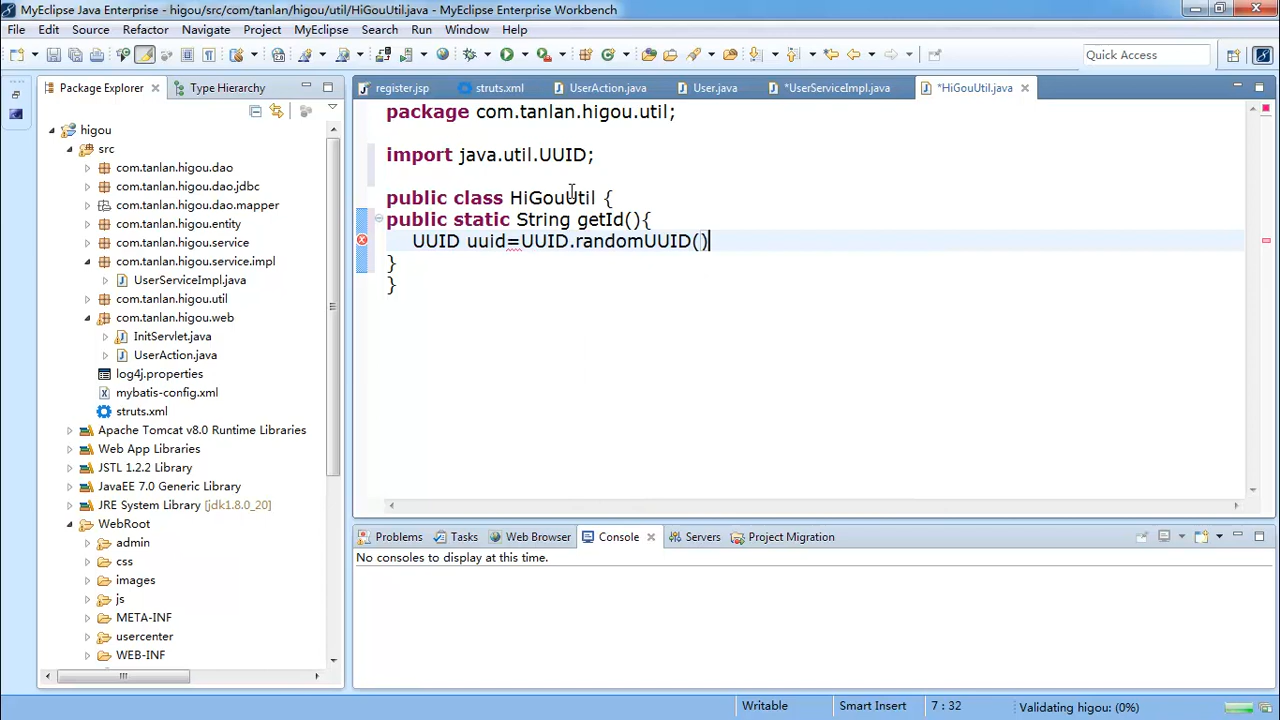 MyEclipse Java Enterprise - higou/src/com/tanlan/higou/util/HiGouUtil.java - MyEclipse Enterprise Workbench
File Edit Source Refactor Navigate Project MyEclipse Search Run Window Help
Quick Access
Package Explorer Type Hierarchy
register.jsp struts.xml UserAction.java User.java *UserServiceImpl.java *HiGouUtil.java
higou
src
com.tanlan.higou.dao
com.tanlan.higou.dao.jdbc
com.tanlan.higou.dao.mapper
com.tanlan.higou.entity
com.tanlan.higou.service
com.tanlan.higou.service.impl
UserServiceImpl.java
com.tanlan.higou.util
com.tanlan.higou.web
InitServlet.java
UserAction.java
log4j.properties
mybatis-config.xml
struts.xml
Apache Tomcat v8.0 Runtime Libraries
Web App Libraries
JSTL 1.2.2 Library
JavaEE 7.0 Generic Library
JRE System Library [jdk1.8.0_20]
WebRoot
admin
css
images
js
META-INF
usercenter
WEB-INF
package com.tanlan.higou.util;
import java.util.UUID;
public class HiGouUtil {
public static String getId(){
UUID uuid=UUID.randomUUID()
}
}
Problems Tasks Web Browser Console Servers Project Migration
No consoles to display at this time.
Writable Smart Insert 7 : 32 Validating higou: (0%)